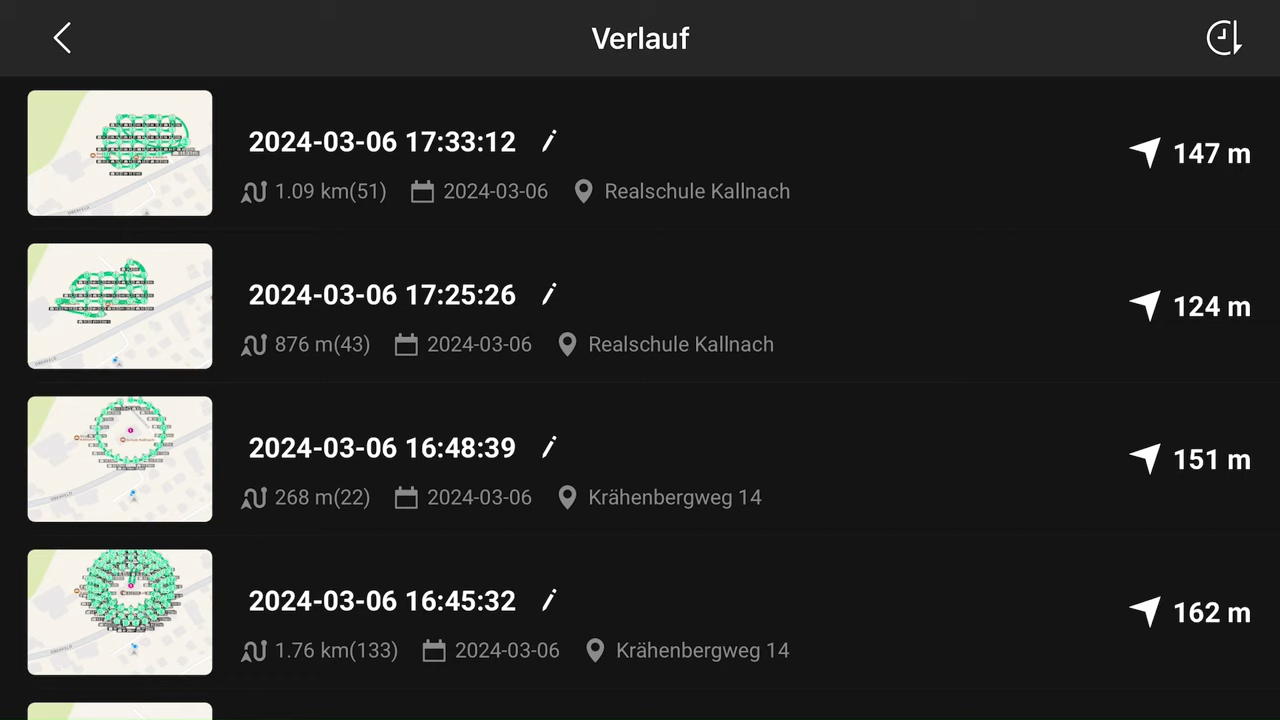 Verlauf
2024-03-06 17:33:12
147 m
1.09 km(51) 2024-03-06 Realschule Kallnach
2024-03-06 17:25:26
124 m
876 m(43) 2024-03-06 Realschule Kallnach
2024-03-06 16:48:39
151 m
268 m(22) 2024-03-06 Krähenbergweg 14
2024-03-06 16:45:32
162 m
1.76 km(133) 2024-03-06 Krähenbergweg 14